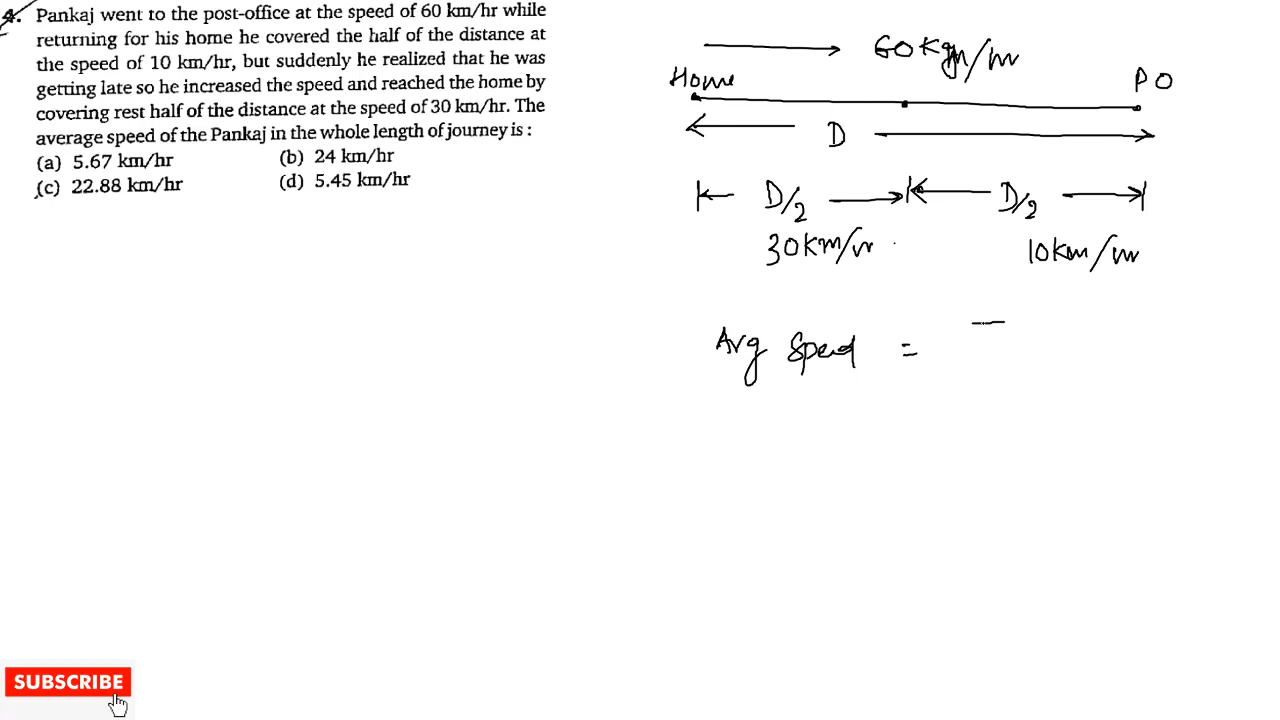 4. Pankaj went to the post-office at the speed of 60 km/hr while
returning for his home he covered the half of the distance at
the speed of 10 km/hr, but suddenly he realized that he was
getting late so he increased the speed and reached the home by
covering rest half of the distance at the speed of 30 km/hr. The
average speed of the Pankaj in the whole length of journey is :
(a) 5.67 km/hr (b) 24 km/hr
(c) 22.88 km/hr (d) 5.45 km/hr
60 Km/hr
Home PO
D
D/2 D/2
30 km/hr 10 km/hr
Avg Speed =
SUBSCRIBE